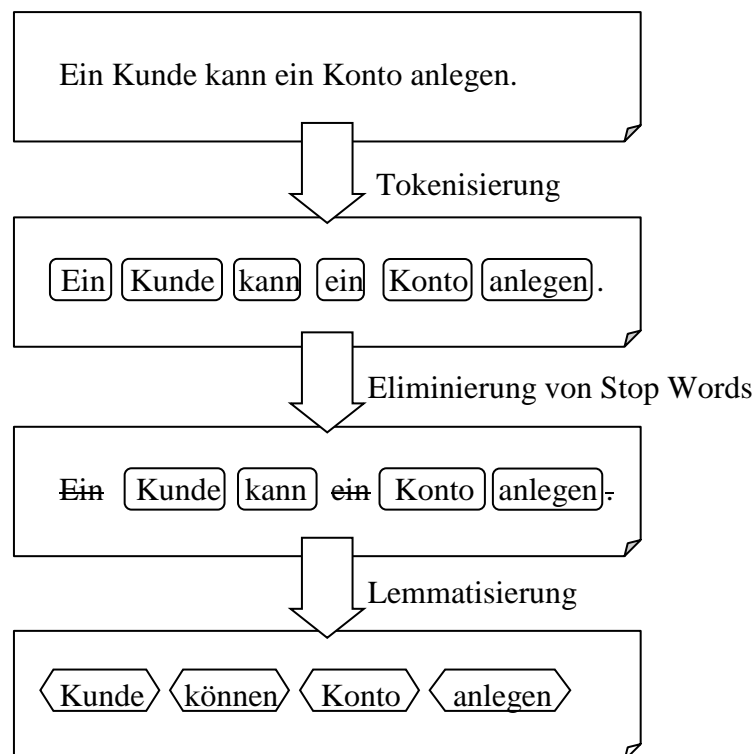 Ein Kunde kann ein Konto anlegen.
Tokenisierung
Ein Kunde kann ein Konto anlegen.
Eliminierung von Stop Words
Ein Kunde kann ein Konto anlegen.
Lemmatisierung
Kunde können Konto anlegen